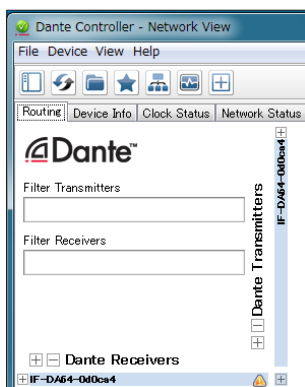 Dante Controller - Network View
File Device View Help
Routing Device Info Clock Status Network Status
Dante™
Filter Transmitters
Filter Receivers
Dante Transmitters
IF-DA64-0d0ca4
Dante Receivers
IF-DA64-0d0ca4